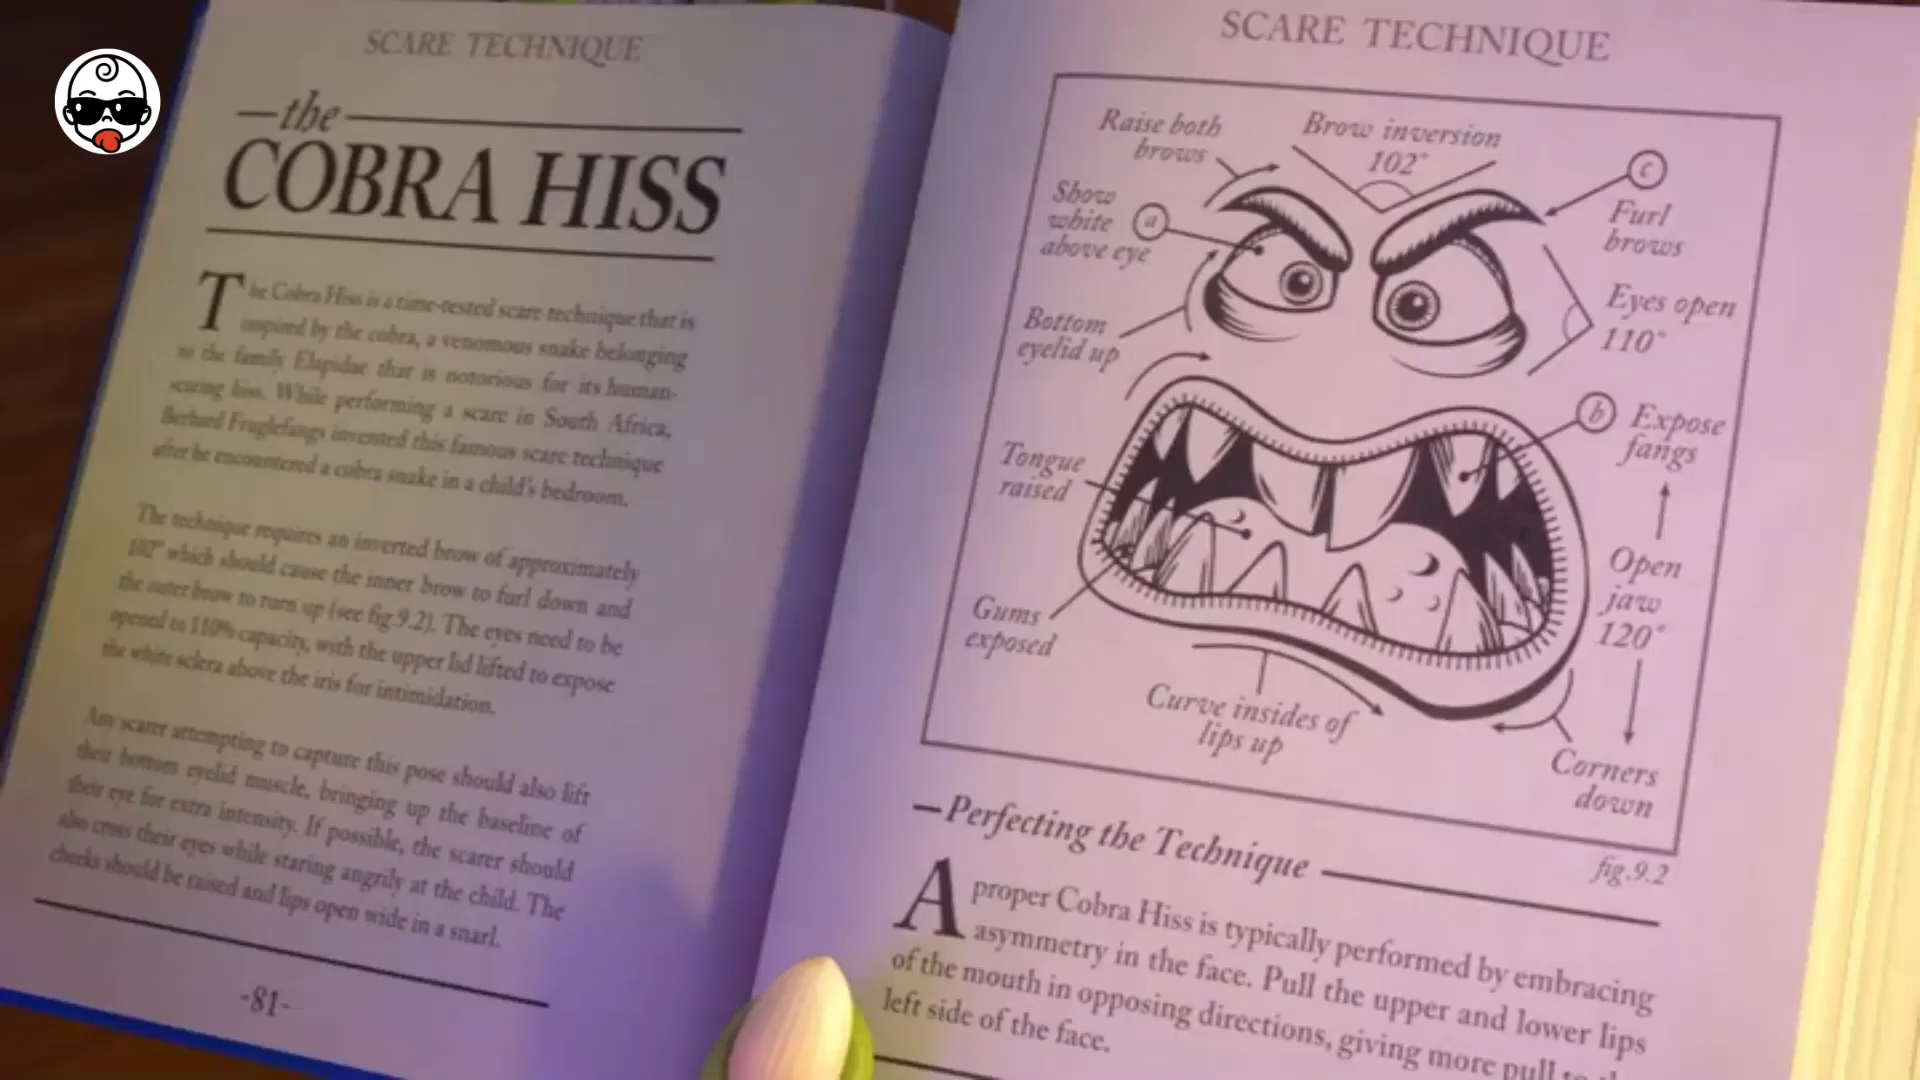 SCARE TECHNIQUE
the
COBRA HISS
The Cobra Hiss is a time-tested scare technique that is
inspired by the cobra, a venomous snake belonging
to the family Elapidae that is notorious for its human-
scaring hiss. While performing a scare in South Africa,
Berhard Fruglefangs invented this famous scare technique
after he encountered a cobra snake in a child's bedroom.
The technique requires an inverted brow of approximately
102° which should cause the inner brow to furl down and
the outer brow to turn up (see fig.9.2). The eyes need to be
opened to 110% capacity, with the upper lid lifted to expose
the white sclera above the iris for intimidation.
Any scarer attempting to capture this pose should also lift
their bottom eyelid muscle, bringing up the baseline of
their eye for extra intensity. If possible, the scarer should
also cross their eyes while staring angrily at the child. The
cheeks should be raised and lips open wide in a snarl.
-81-
SCARE TECHNIQUE
Raise both
brows
Brow inversion
102°
c
Furl
brows
Show
white
above eye
a
Eyes open
110°
Bottom
eyelid up
b
Expose
fangs
Tongue
raised
Open
jaw
120°
Gums
exposed
Curve insides of
lips up
Corners
down
fig.9.2
Perfecting the Technique
A proper Cobra Hiss is typically performed by embracing
asymmetry in the face. Pull the upper and lower lips
of the mouth in opposing directions, giving more pull to the
left side of the face.